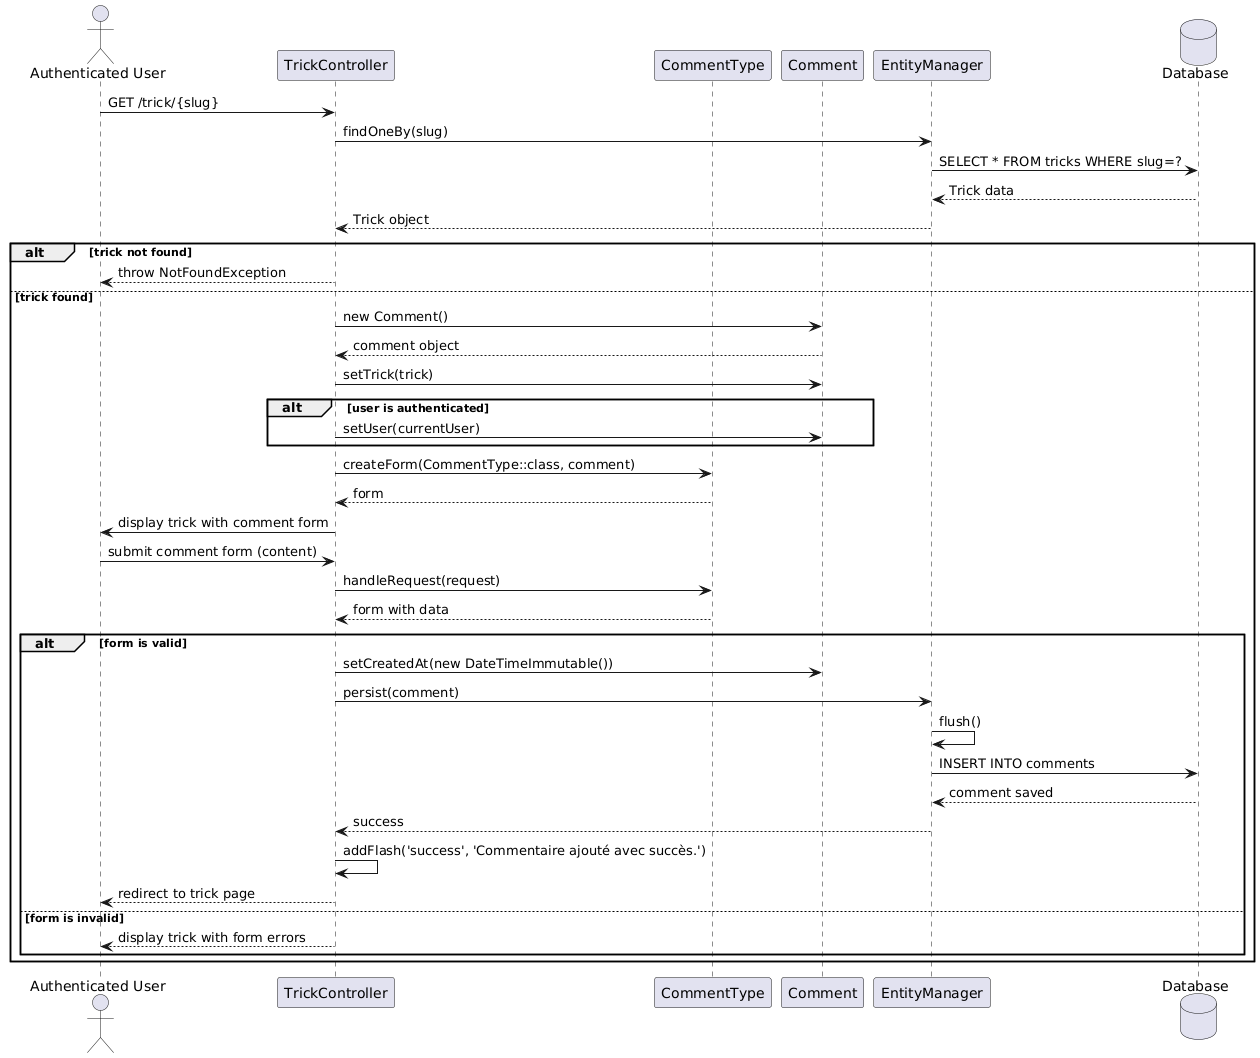 Authenticated User
TrickController
CommentType
Comment
EntityManager
Database
GET /trick/{slug}
findOneBy(slug)
SELECT * FROM tricks WHERE slug=?
Trick data
Trick object
alt [trick not found]
throw NotFoundException
[trick found]
new Comment()
comment object
setTrick(trick)
alt [user is authenticated]
setUser(currentUser)
createForm(CommentType::class, comment)
form
display trick with comment form
submit comment form (content)
handleRequest(request)
form with data
alt [form is valid]
setCreatedAt(new DateTimeImmutable())
persist(comment)
flush()
INSERT INTO comments
comment saved
success
addFlash('success', 'Commentaire ajouté avec succès.')
redirect to trick page
[form is invalid]
display trick with form errors
Authenticated User
TrickController
CommentType
Comment
EntityManager
Database